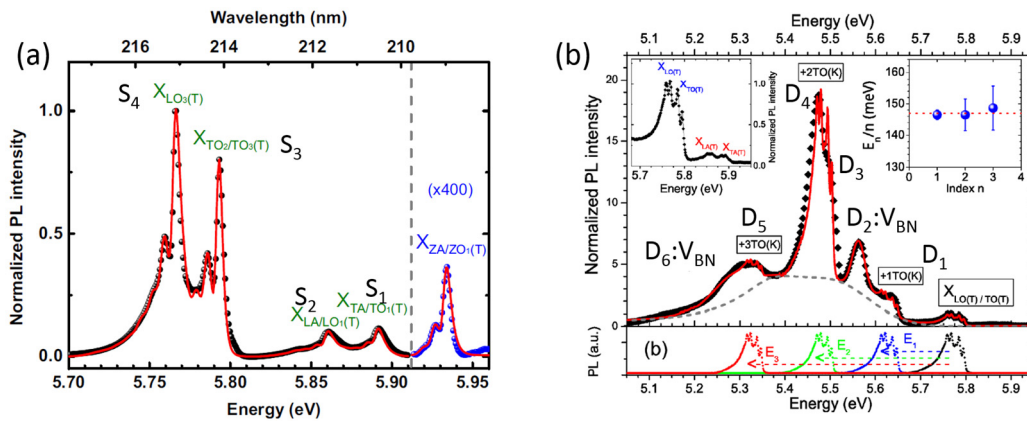 (a)
Wavelength (nm)
216 214 212 210
S4
XLO3(T)
XTO2/TO3(T)
S3
(x400)
XZA/ZO1(T)
S2
XLA/LO1(T)
XTA/TO1(T)
S1
Normalized PL intensity
1.0
0.5
0.0
5.70 5.75 5.80 5.85 5.90 5.95
Energy (eV)
(b)
Energy (eV)
5.1 5.2 5.3 5.4 5.5 5.6 5.7 5.8 5.9
Normalized PL intensity
25
20
15
10
5
0
XLO(T)
XTO(T)
XLA(T)
XTA(T)
Normalized PL intensity
1.0
0.5
0.0
5.7 5.8 5.9
Energy (eV)
+2TO(K)
D4
D3
En/n (meV)
160
150
140
0 1 2 3 4
Index n
D5
+3TO(K)
D6:VBN
D2:VBN
+1TO(K)
D1
XLO(T) / TO(T)
PL (a.u.)
(b)
E3
E2
E1
5.1 5.2 5.3 5.4 5.5 5.6 5.7 5.8 5.9
Energy (eV)